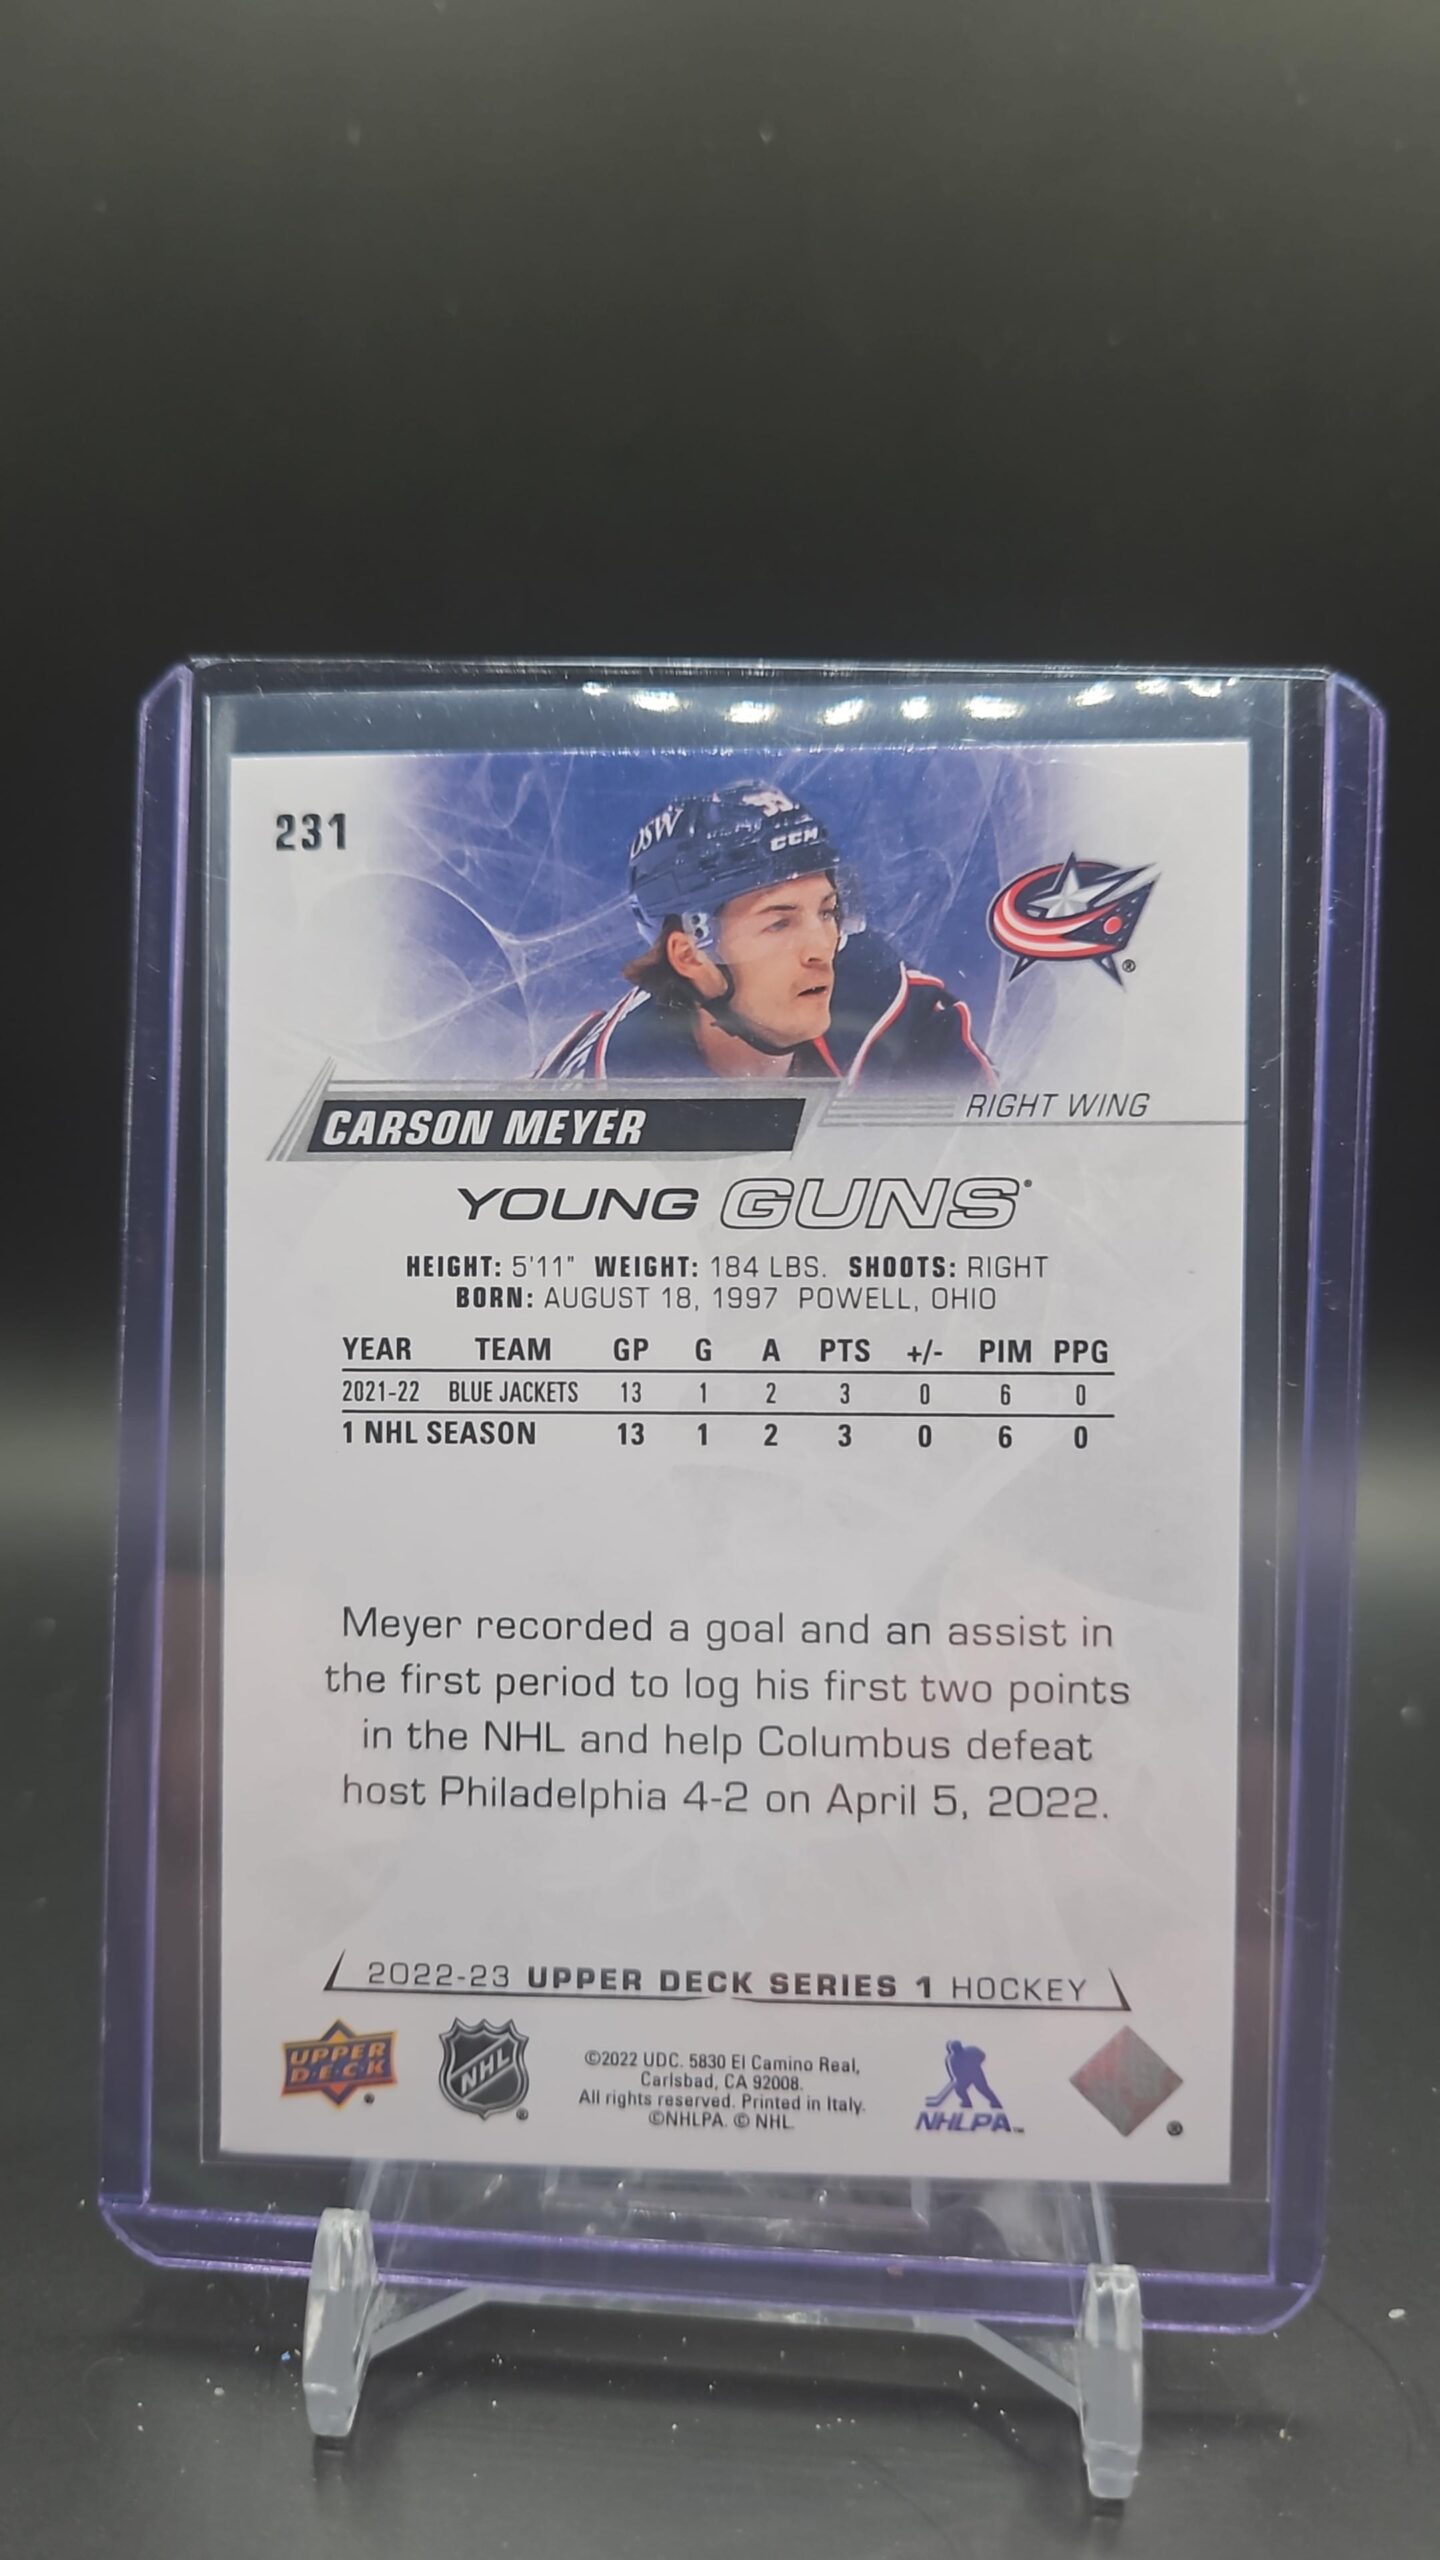 231
CCM
CARSON MEYER
RIGHT WING
YOUNG GUNS®
HEIGHT: 5'11" WEIGHT: 184 LBS. SHOOTS: RIGHT
BORN: AUGUST 18, 1997 POWELL, OHIO
YEAR TEAM GP G A PTS +/- PIM PPG
2021-22 BLUE JACKETS 13 1 2 3 0 6 0
1 NHL SEASON 13 1 2 3 0 6 0
Meyer recorded a goal and an assist in
the first period to log his first two points
in the NHL and help Columbus defeat
host Philadelphia 4-2 on April 5, 2022.
2022-23 UPPER DECK SERIES 1 HOCKEY
UPPER
D·E·C·K
NHL
©2022 UDC. 5830 El Camino Real,
Carlsbad, CA 92008.
All rights reserved. Printed in Italy.
©NHLPA. © NHL.
NHLPA™